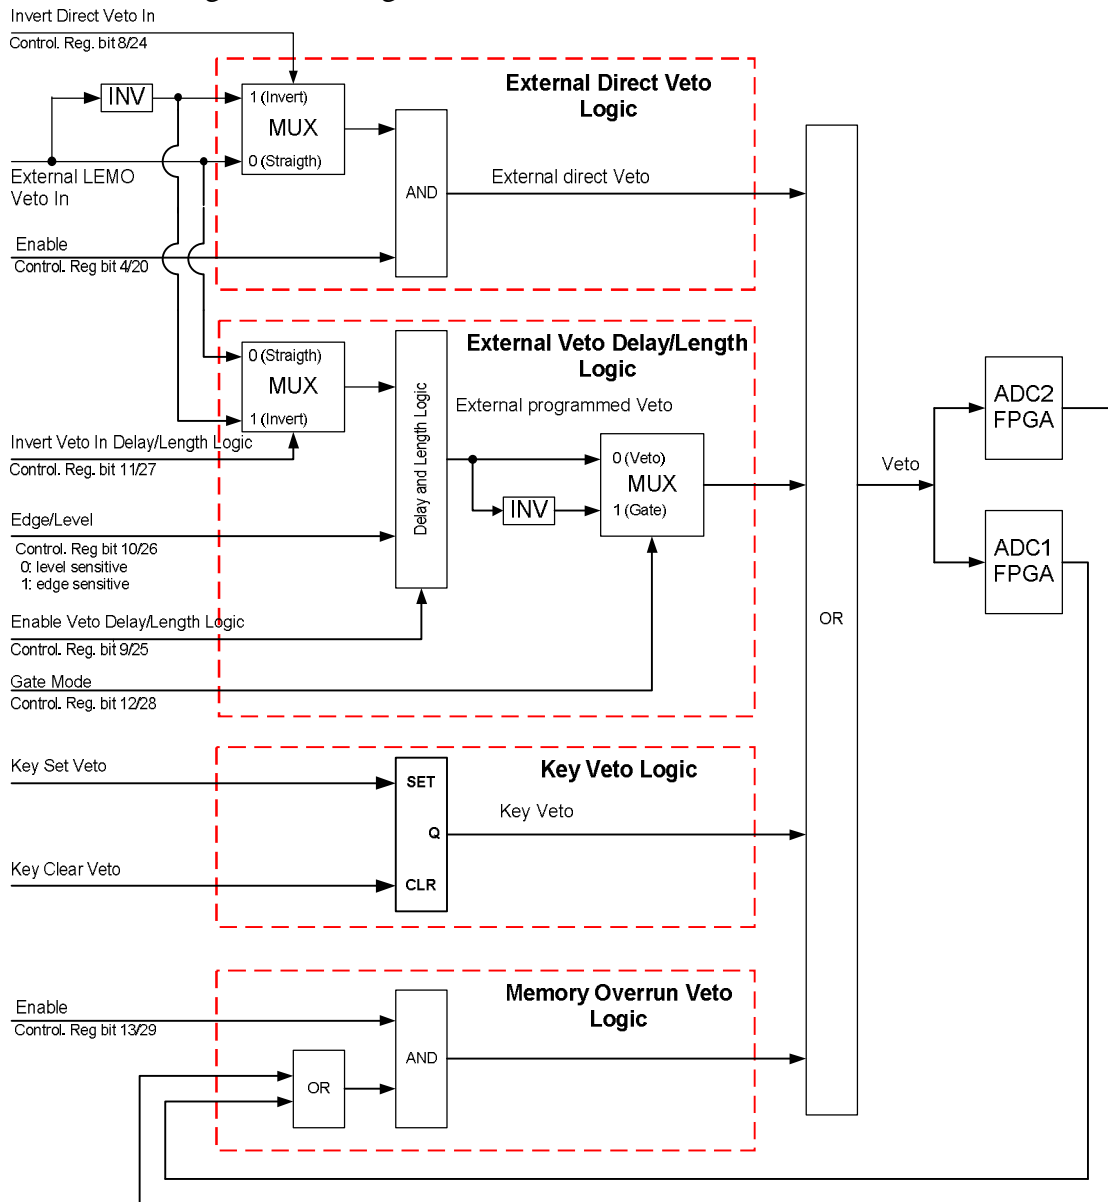 Invert Direct Veto In
Control. Reg. bit 8/24
INV
1 (Invert)
MUX
0 (Straigth)
External LEMO
Veto In
Enable
Control. Reg bit 4/20
AND
External Direct Veto
Logic
External direct Veto
0 (Straigth)
MUX
1 (Invert)
Invert Veto In Delay/Length Logic
Control. Reg. bit 11/27
Edge/Level
Control. Reg bit 10/26
0: level sensitive
1: edge sensitive
Enable Veto Delay/Length Logic
Control. Reg. bit 9/25
Gate Mode
Control. Reg. bit 12/28
Delay and Length Logic
External Veto Delay/Length
Logic
External programmed Veto
INV
0 (Veto)
MUX
1 (Gate)
Key Set Veto
Key Clear Veto
SET
Q
CLR
Key Veto Logic
Key Veto
Enable
Control. Reg bit 13/29
OR
AND
Memory Overrun Veto
Logic
OR
Veto
ADC2
FPGA
ADC1
FPGA